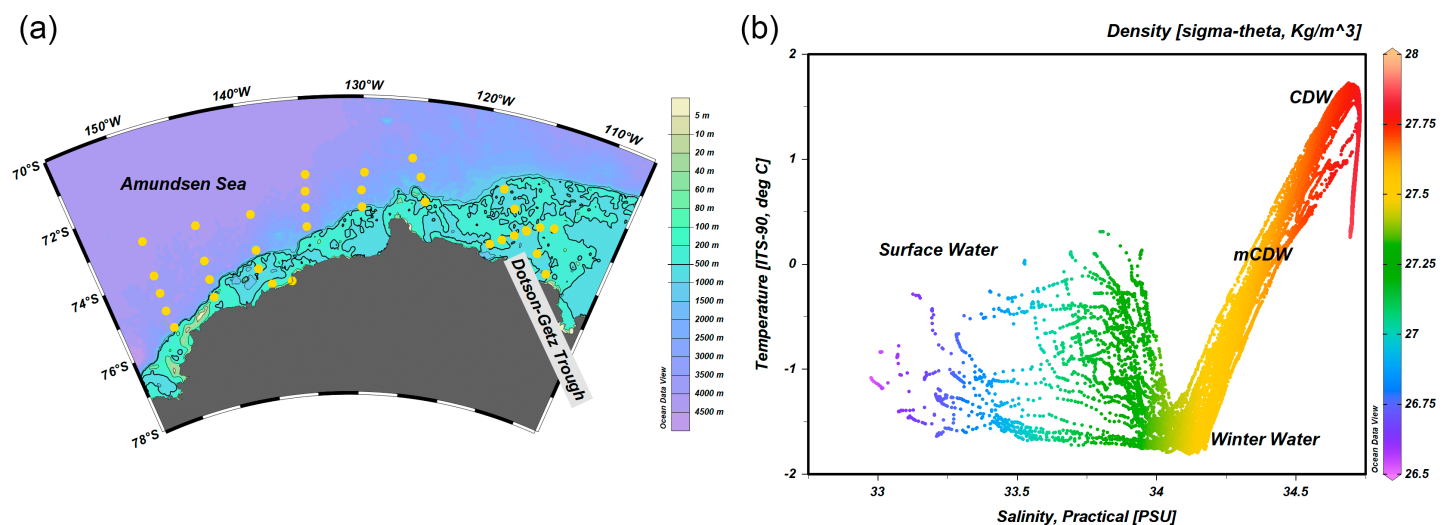 (a)
150°W
140°W
130°W
120°W
110°W
70°S
72°S
74°S
76°S
78°S
Amundsen Sea
Dotson-Getz Trough
5 m
10 m
20 m
40 m
60 m
80 m
100 m
200 m
500 m
1000 m
1500 m
2000 m
2500 m
3000 m
3500 m
4000 m
4500 m
Ocean Data View
(b)
Density [sigma-theta, Kg/m^3]
Temperature [ITS-90, deg C]
2
1
0
-1
-2
CDW
mCDW
Surface Water
Winter Water
33
33.5
34
34.5
Salinity, Practical [PSU]
28
27.75
27.5
27.25
27
26.75
26.5
Ocean Data View